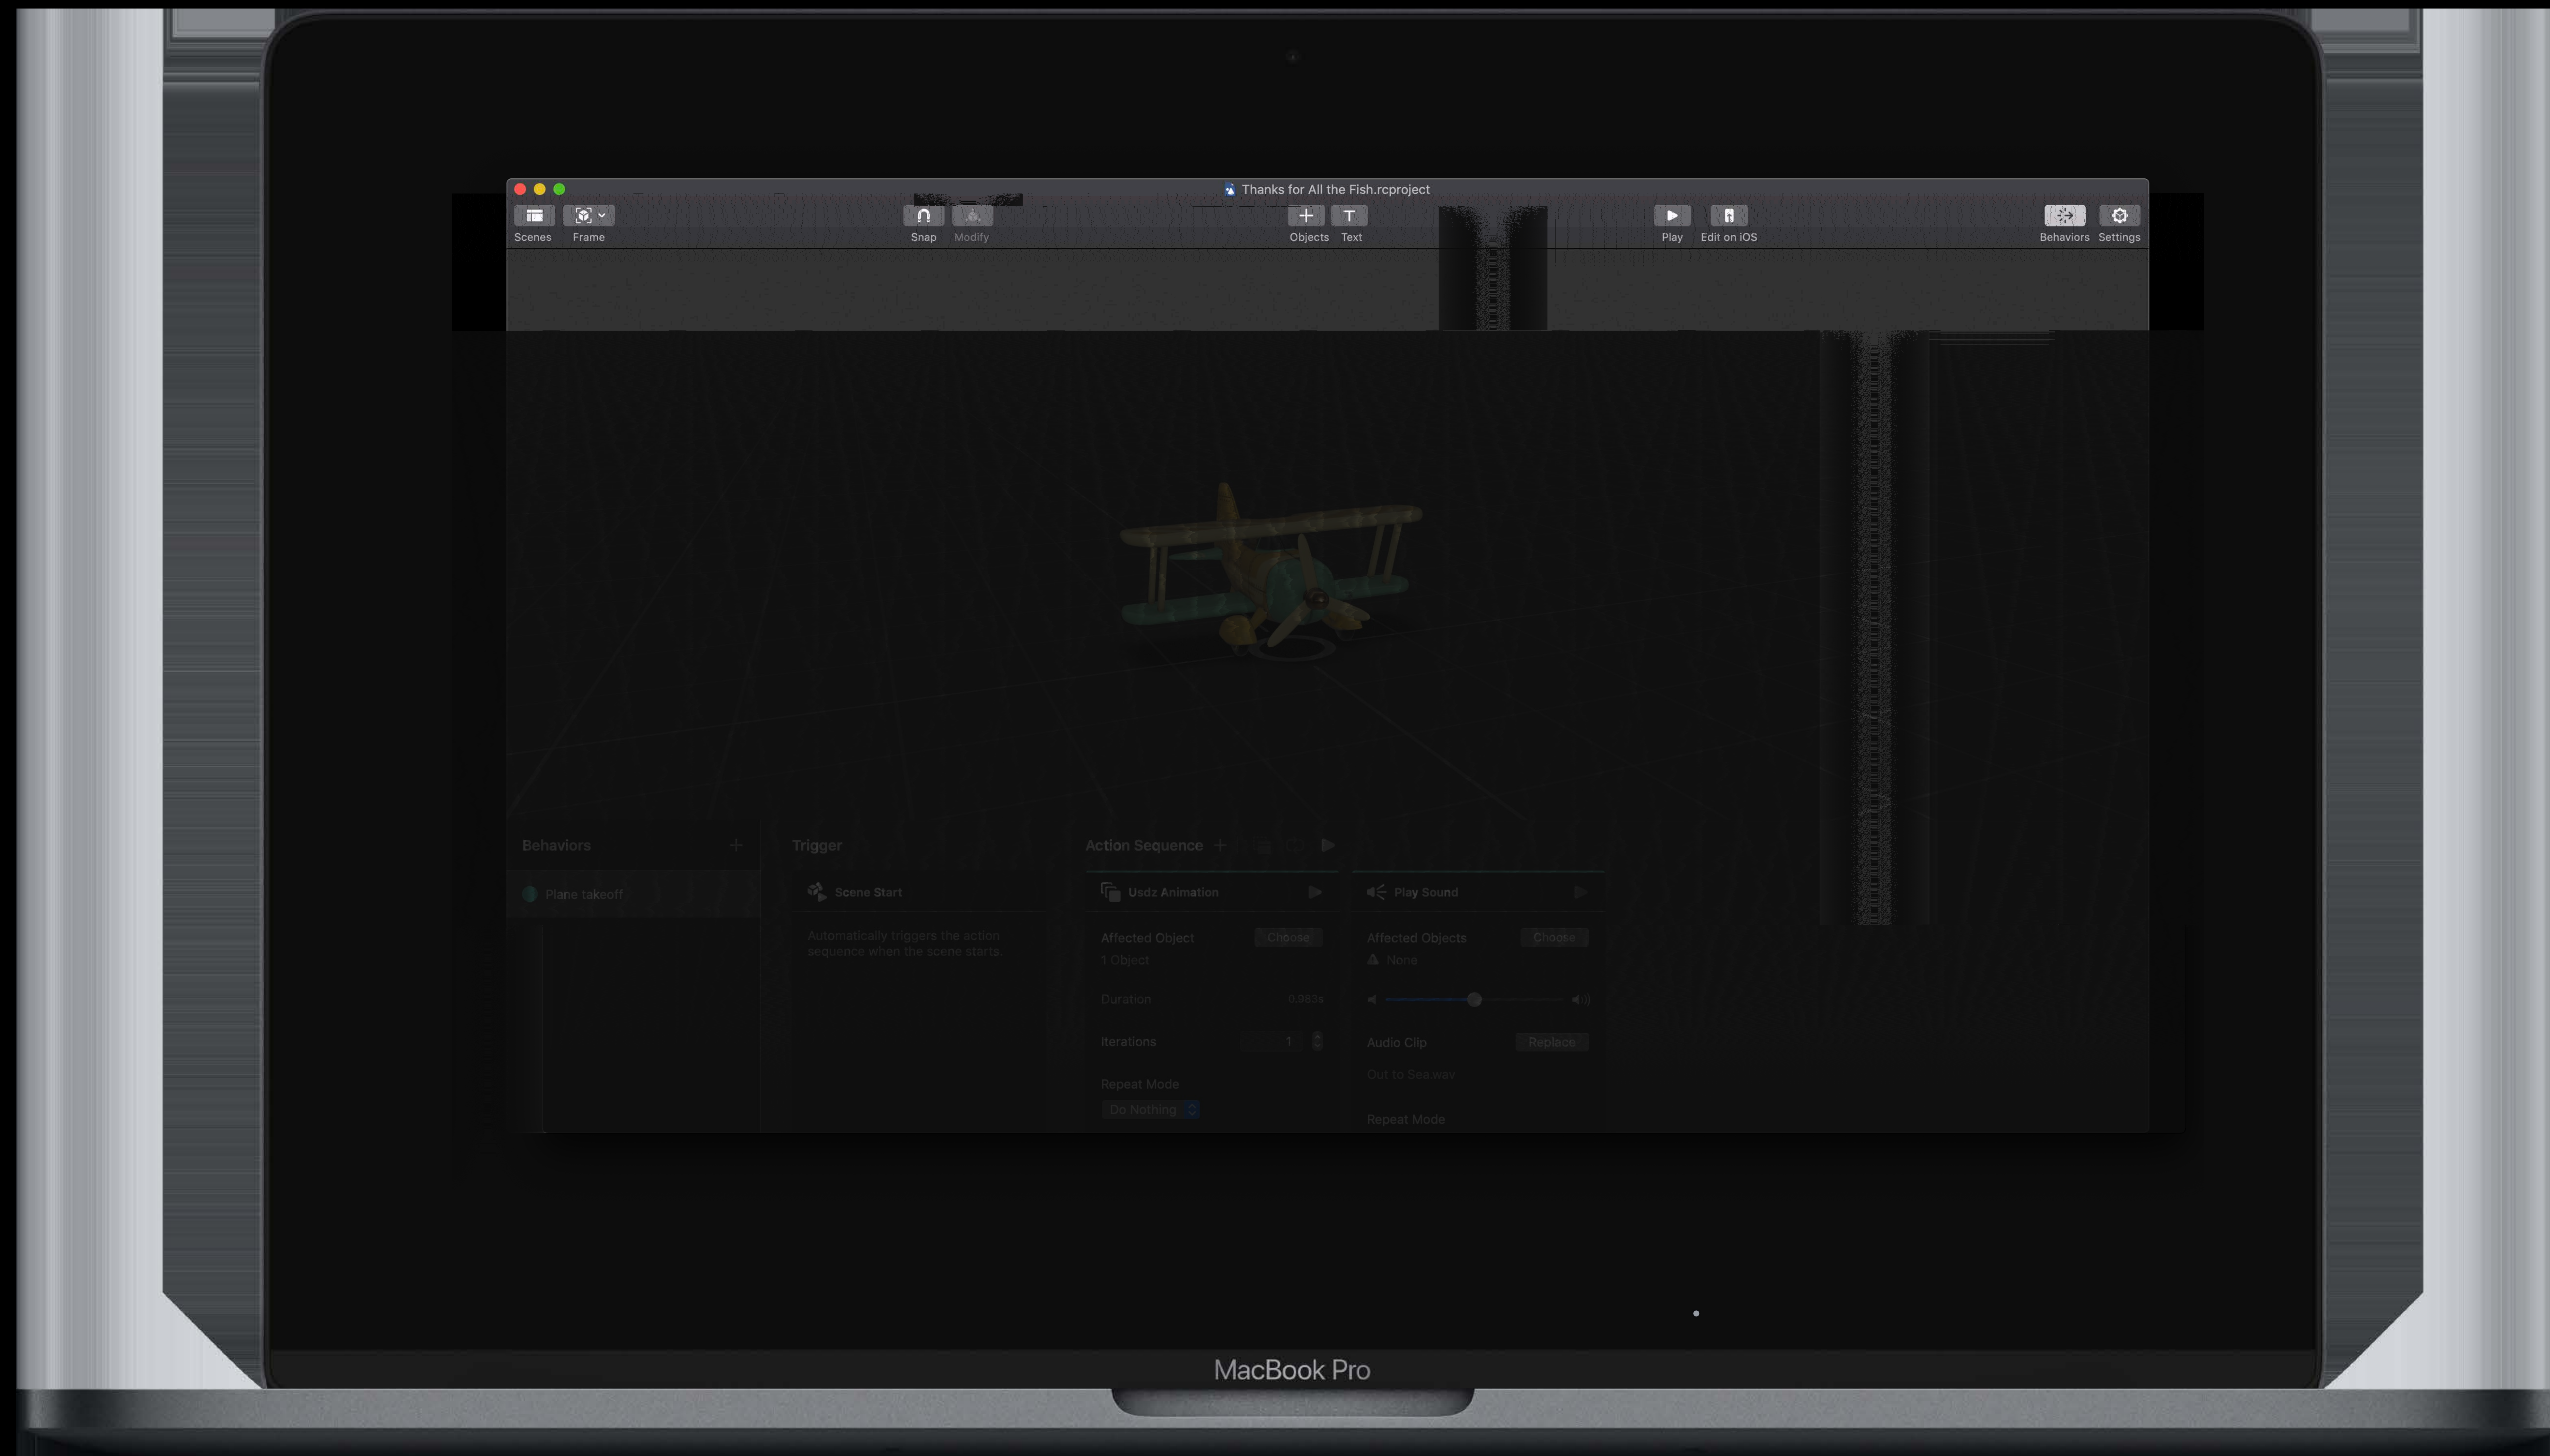 Thanks for All the Fish.rcproject
Scenes
Frame
Snap
Modify
Objects
Text
Play
Edit on iOS
Behaviors
Settings
Behaviors
Trigger
Action Sequence
Plane takeoff
Scene Start
Usdz Animation
Play Sound
Automatically triggers the action
sequence when the scene starts.
Affected Object
Choose
1 Object
Duration
0.983s
Iterations
1
Repeat Mode
Do Nothing
Affected Objects
Choose
None
Audio Clip
Replace
Out to Sea.wav
Repeat Mode
MacBook Pro